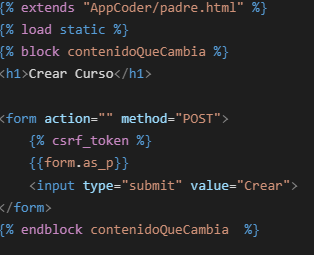 {% extends "AppCoder/padre.html" %}
{% load static %}
{% block contenidoQueCambia %}
<h1>Crear Curso</h1>
<form action="" method="POST">
{% csrf_token %}
{{form.as_p}}
<input type="submit" value="Crear">
</form>
{% endblock contenidoQueCambia  %}